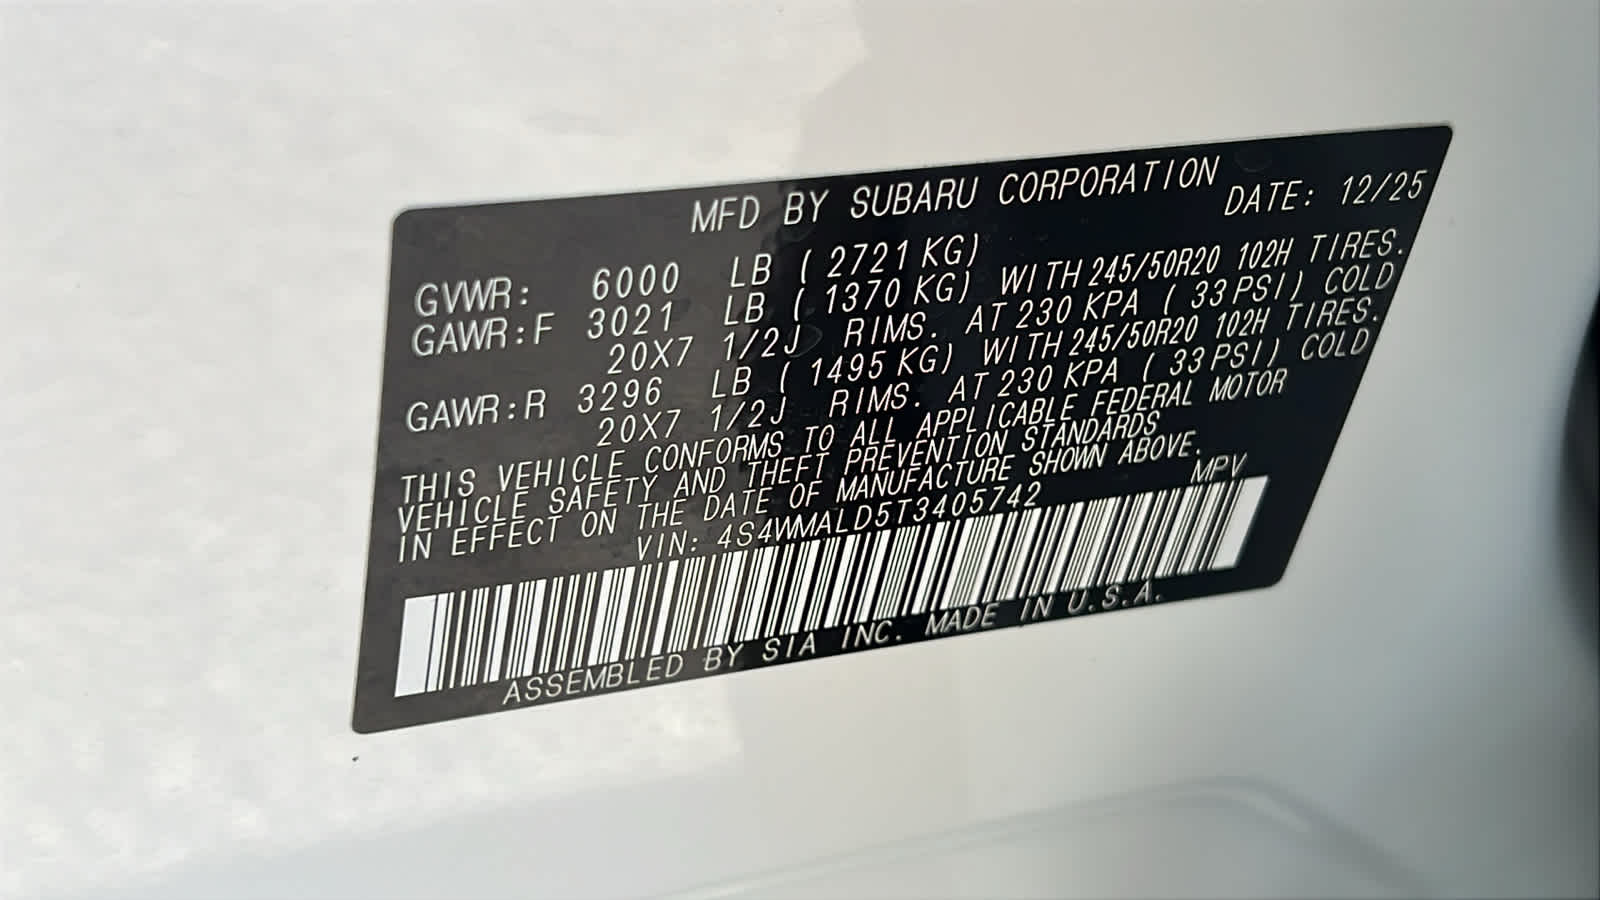 MFD BY SUBARU CORPORATION
DATE: 12/25
GVWR: 6000 LB ( 2721 KG)
GAWR:F 3021 LB ( 1370 KG) WITH 245/50R20 102H TIRES.
20X7 1/2J RIMS. AT 230 KPA ( 33 PSI) COLD
GAWR:R 3296 LB ( 1495 KG) WITH 245/50R20 102H TIRES.
20X7 1/2J RIMS. AT 230 KPA ( 33 PSI) COLD
THIS VEHICLE CONFORMS TO ALL APPLICABLE FEDERAL MOTOR
VEHICLE SAFETY AND THEFT PREVENTION STANDARDS
IN EFFECT ON THE DATE OF MANUFACTURE SHOWN ABOVE.
VIN: 4S4WMALD5T3405742 MPV
ASSEMBLED BY SIA INC. MADE IN U.S.A.